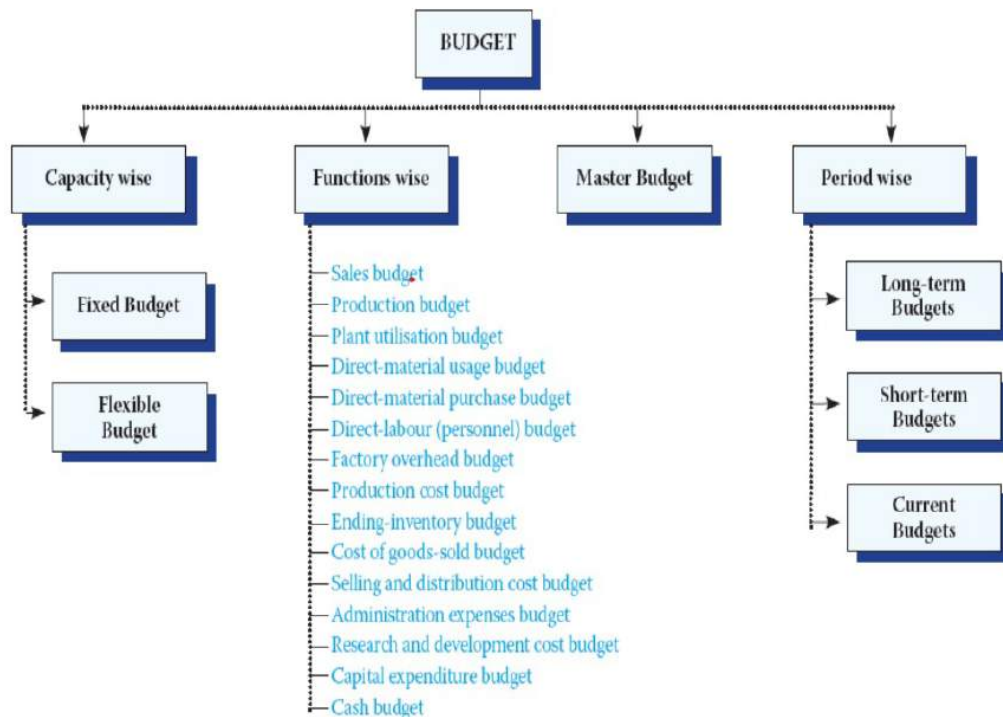 BUDGET
Capacity wise
Functions wise
Master Budget
Period wise
Fixed Budget
Flexible
Budget
Sales budget
Production budget
Plant utilisation budget
Direct-material usage budget
Direct-material purchase budget
Direct-labour (personnel) budget
Factory overhead budget
Production cost budget
Ending-inventory budget
Cost of goods-sold budget
Selling and distribution cost budget
Administration expenses budget
Research and development cost budget
Capital expenditure budget
Cash budget
Long-term
Budgets
Short-term
Budgets
Current
Budgets